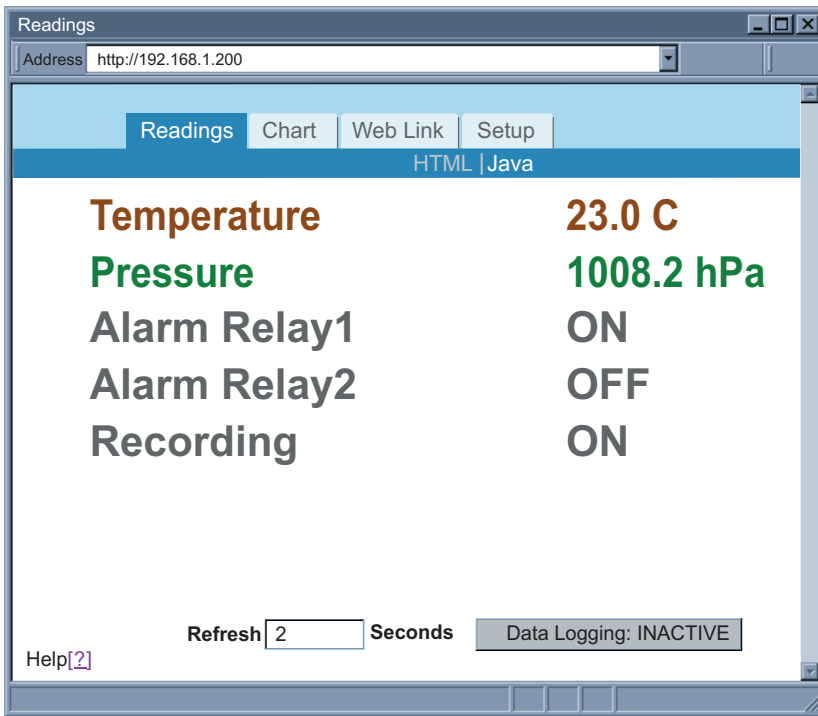 Readings
Address http://192.168.1.200
Readings Chart Web Link Setup
HTML | Java
Temperature 23.0 C
Pressure 1008.2 hPa
Alarm Relay1 ON
Alarm Relay2 OFF
Recording ON
Refresh 2 Seconds Data Logging: INACTIVE
Help[?]